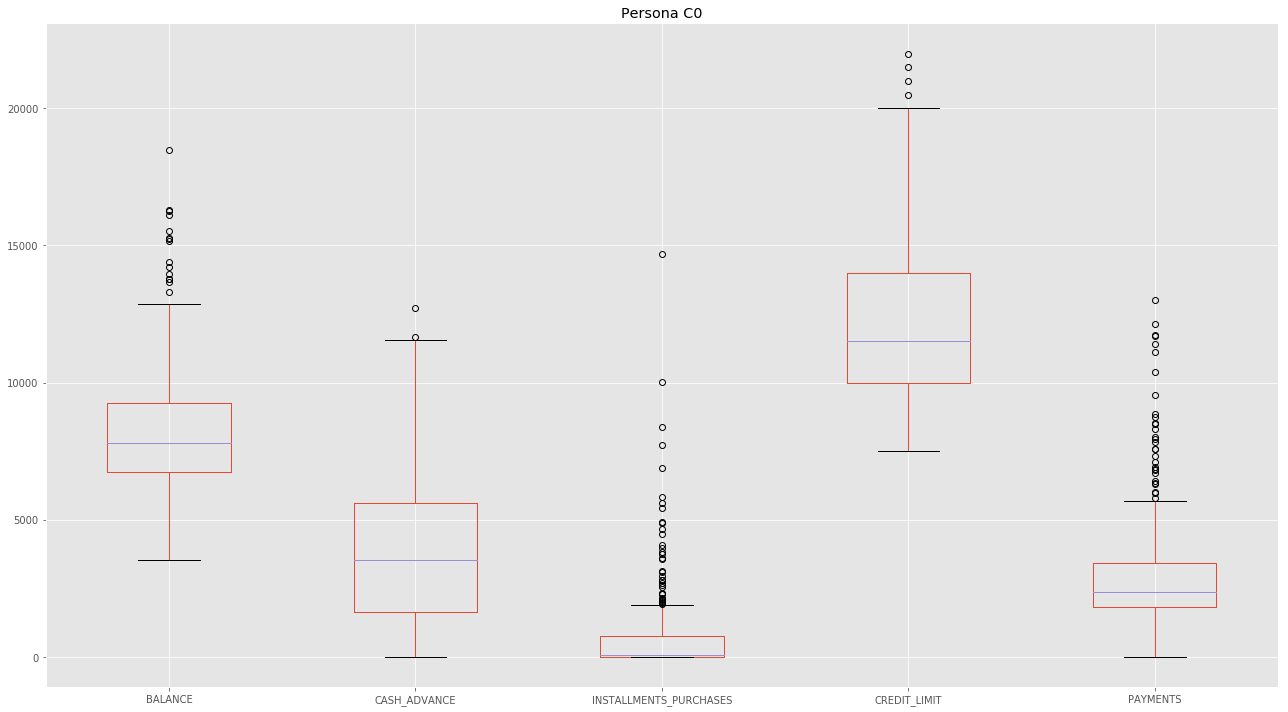 Persona C0
20000
15000
10000
5000
0
BALANCE CASH_ADVANCE INSTALLMENTS_PURCHASES CREDIT_LIMIT PAYMENTS